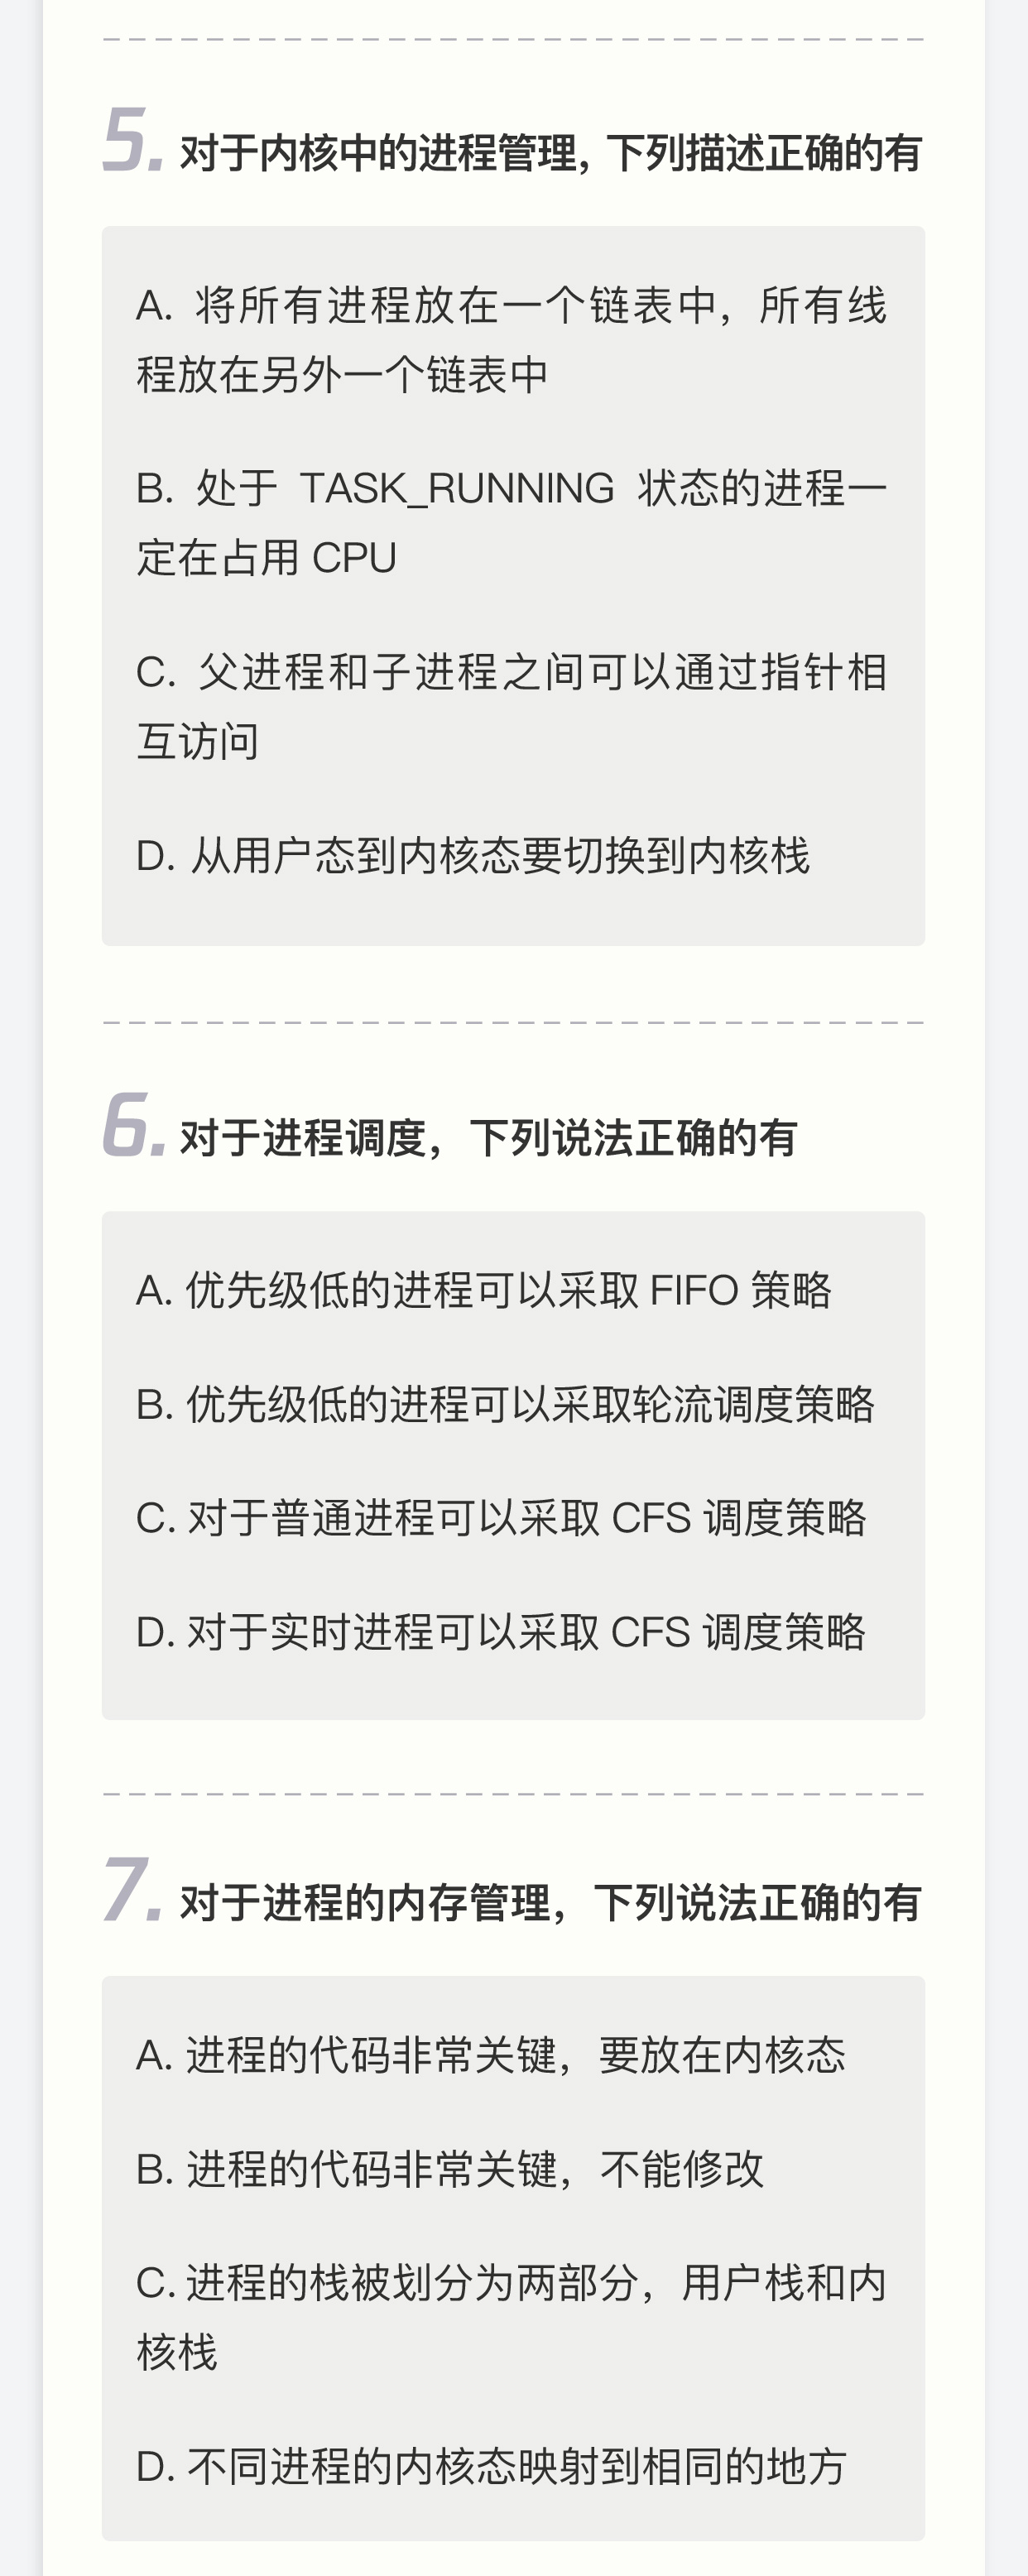 5. 对于内核中的进程管理，下列描述正确的有
A. 将所有进程放在一个链表中，所有线
程放在另外一个链表中
B. 处于 TASK_RUNNING 状态的进程一
定在占用 CPU
C. 父进程和子进程之间可以通过指针相
互访问
D. 从用户态到内核态要切换到内核栈
6. 对于进程调度，下列说法正确的有
A. 优先级低的进程可以采取 FIFO 策略
B. 优先级低的进程可以采取轮流调度策略
C. 对于普通进程可以采取 CFS 调度策略
D. 对于实时进程可以采取 CFS 调度策略
7. 对于进程的内存管理，下列说法正确的有
A. 进程的代码非常关键，要放在内核态
B. 进程的代码非常关键，不能修改
C. 进程的栈被划分为两部分，用户栈和内
核栈
D. 不同进程的内核态映射到相同的地方